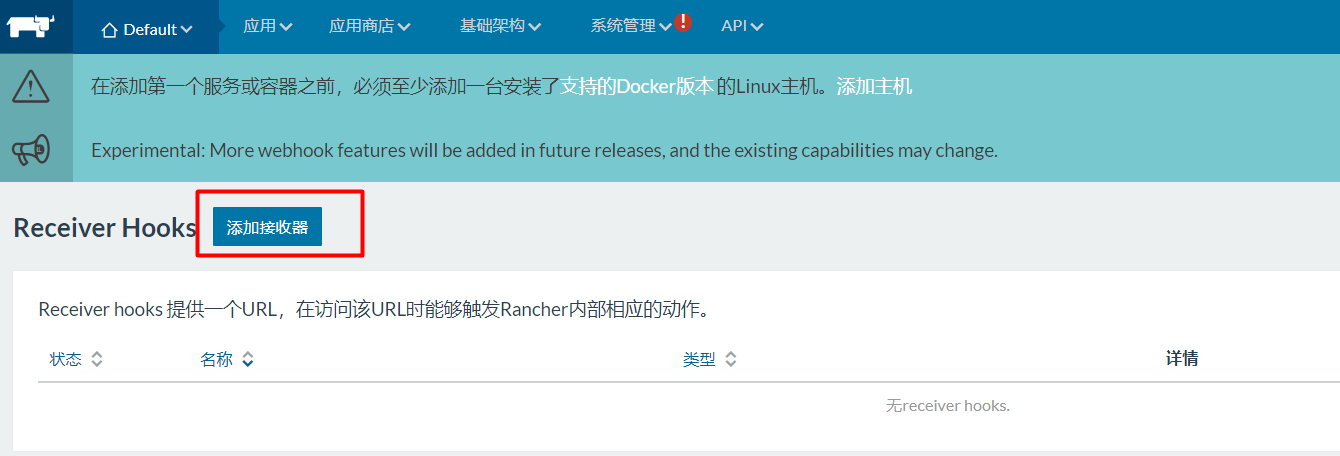 Default 应用 应用商店 基础架构 系统管理 API
在添加第一个服务或容器之前，必须至少添加一台安装了支持的Docker版本 的Linux主机。添加主机
Experimental: More webhook features will be added in future releases, and the existing capabilities may change.
Receiver Hooks 添加接收器
Receiver hooks 提供一个URL，在访问该URL时能够触发Rancher内部相应的动作。
状态 名称 类型 详情
无receiver hooks.